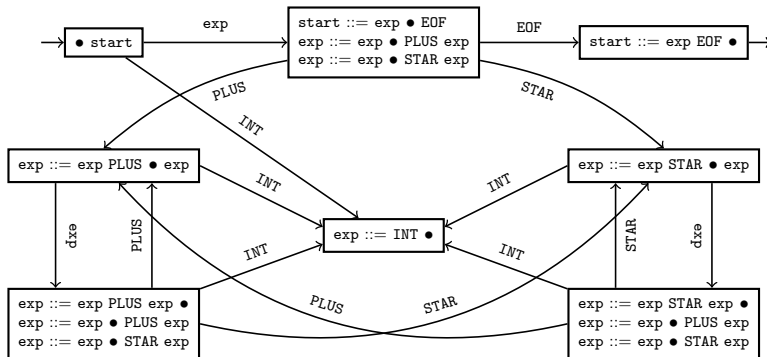 exp
start ::= exp ● EOF
exp ::= exp ● PLUS exp
exp ::= exp ● STAR exp
● start
EOF
start ::= exp EOF ●
PLUS
STAR
INT
exp ::= exp PLUS ● exp
exp ::= exp STAR ● exp
INT
INT
exp
PLUS
exp ::= INT ●
STAR
exp
INT
INT
exp ::= exp PLUS exp ●
exp ::= exp ● PLUS exp
exp ::= exp ● STAR exp
PLUS
STAR
exp ::= exp STAR exp ●
exp ::= exp ● PLUS exp
exp ::= exp ● STAR exp